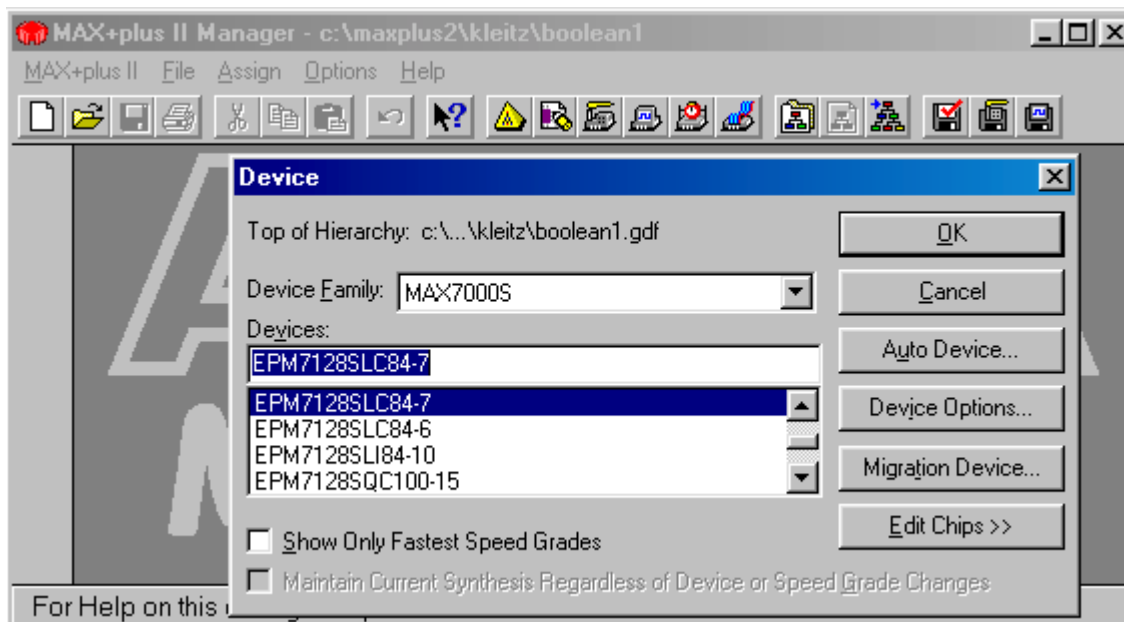 MAX+plus II Manager - c:\maxplus2\kleitz\boolean1
MAX+plus II File Assign Options Help
Device
Top of Hierarchy: c:\...\kleitz\boolean1.gdf
OK
Device Family: MAX7000S
Cancel
Devices:
Auto Device...
EPM7128SLC84-7
EPM7128SLC84-7
Device Options...
EPM7128SLC84-6
EPM7128SLI84-10
Migration Device...
EPM7128SQC100-15
Edit Chips >>
Show Only Fastest Speed Grades
Maintain Current Synthesis Regardless of Device or Speed Grade Changes
For Help on this